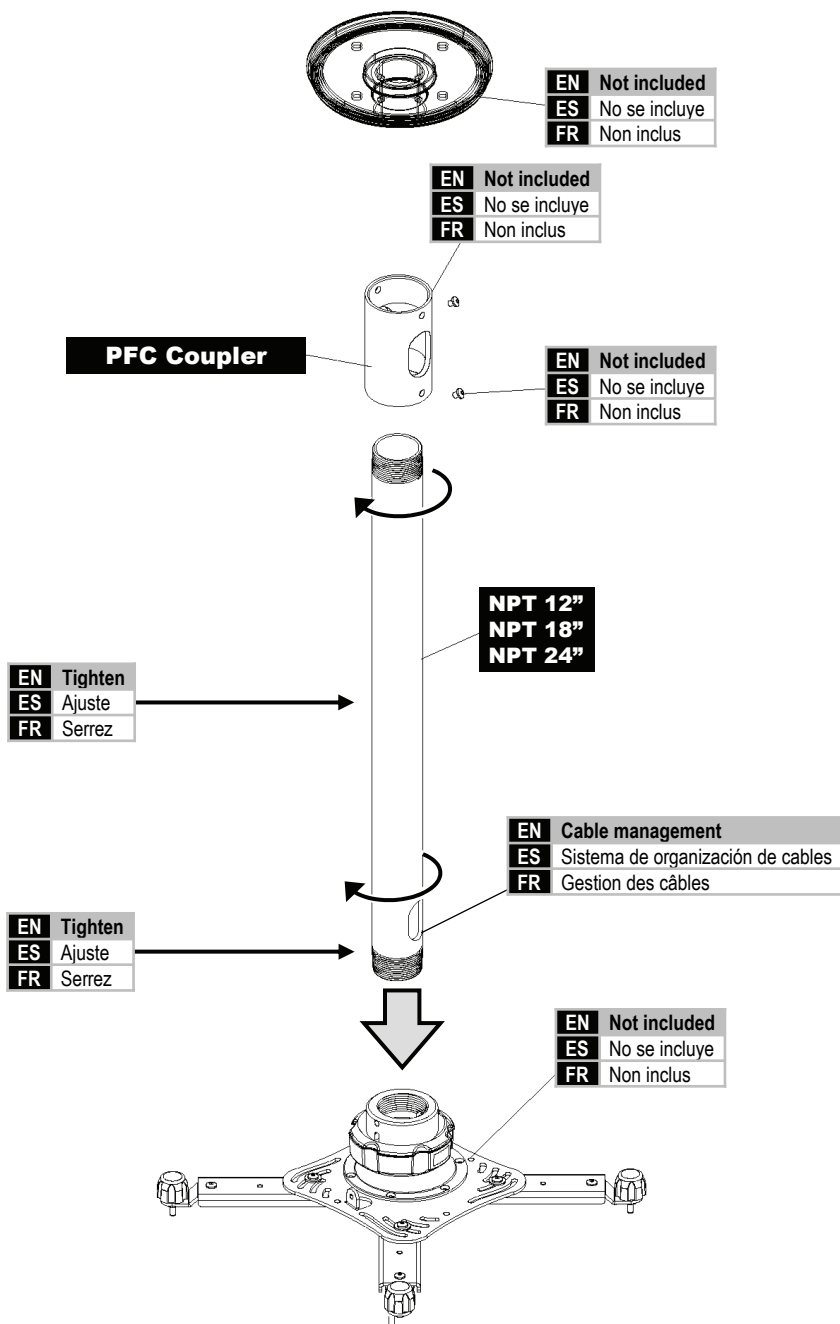 EN Not included
ES No se incluye
FR Non inclus
EN Not included
ES No se incluye
FR Non inclus
PFC Coupler
EN Not included
ES No se incluye
FR Non inclus
NPT 12”
NPT 18”
NPT 24”
EN Tighten
ES Ajuste
FR Serrez
EN Cable management
ES Sistema de organización de cables
FR Gestion des câbles
EN Tighten
ES Ajuste
FR Serrez
EN Not included
ES No se incluye
FR Non inclus